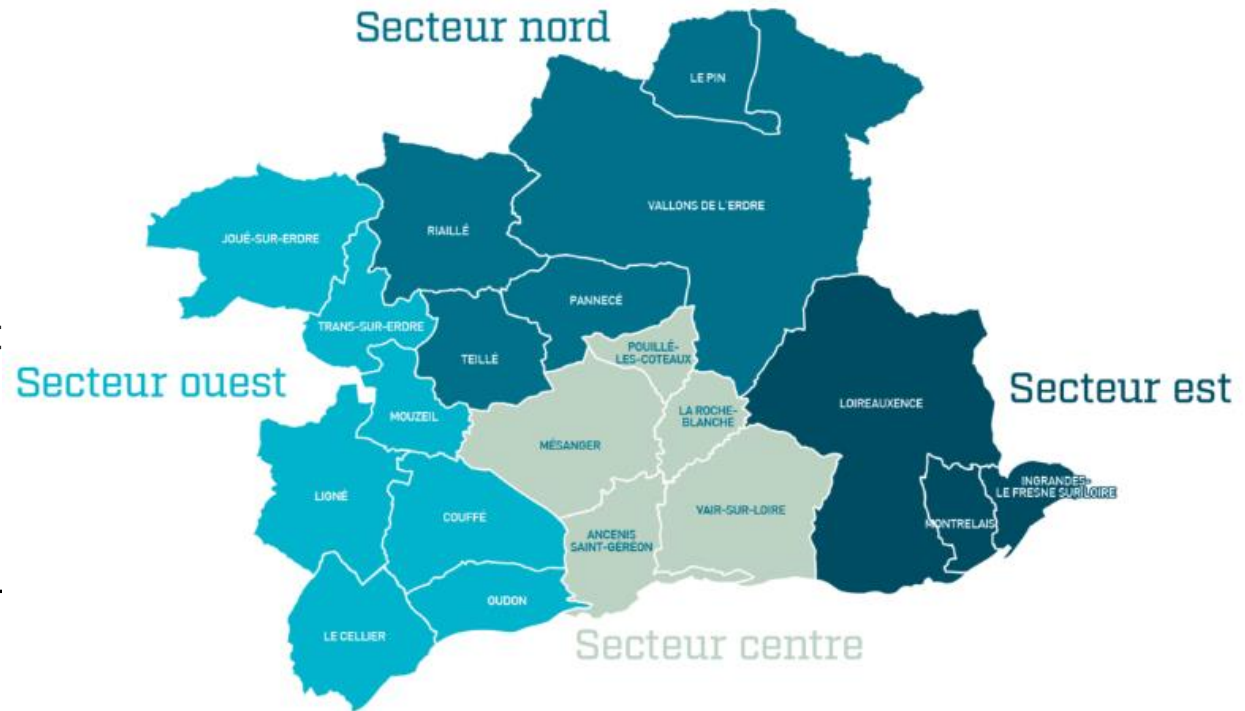 Secteur nord
LE PIN
VALLONS DE L'ERDRE
RIAILLÉ
JOUÉ-SUR-ERDRE
PANNECÉ
TRANS-SUR-ERDRE
POUILLÉ-
LES-COTEAUX
TEILLÉ
Secteur ouest
Secteur est
LOIREAUXENCE
LA ROCHE-
BLANCHE
MOUZEIL
MÉSANGER
INGRANDES-
LE FRESNE SUR LOIRE
LIGNÉ
COUFFÉ
VAIR-SUR-LOIRE
MONTRELAIS
ANCENIS
SAINT-GÉRÉON
OUDON
LE CELLIER
Secteur centre